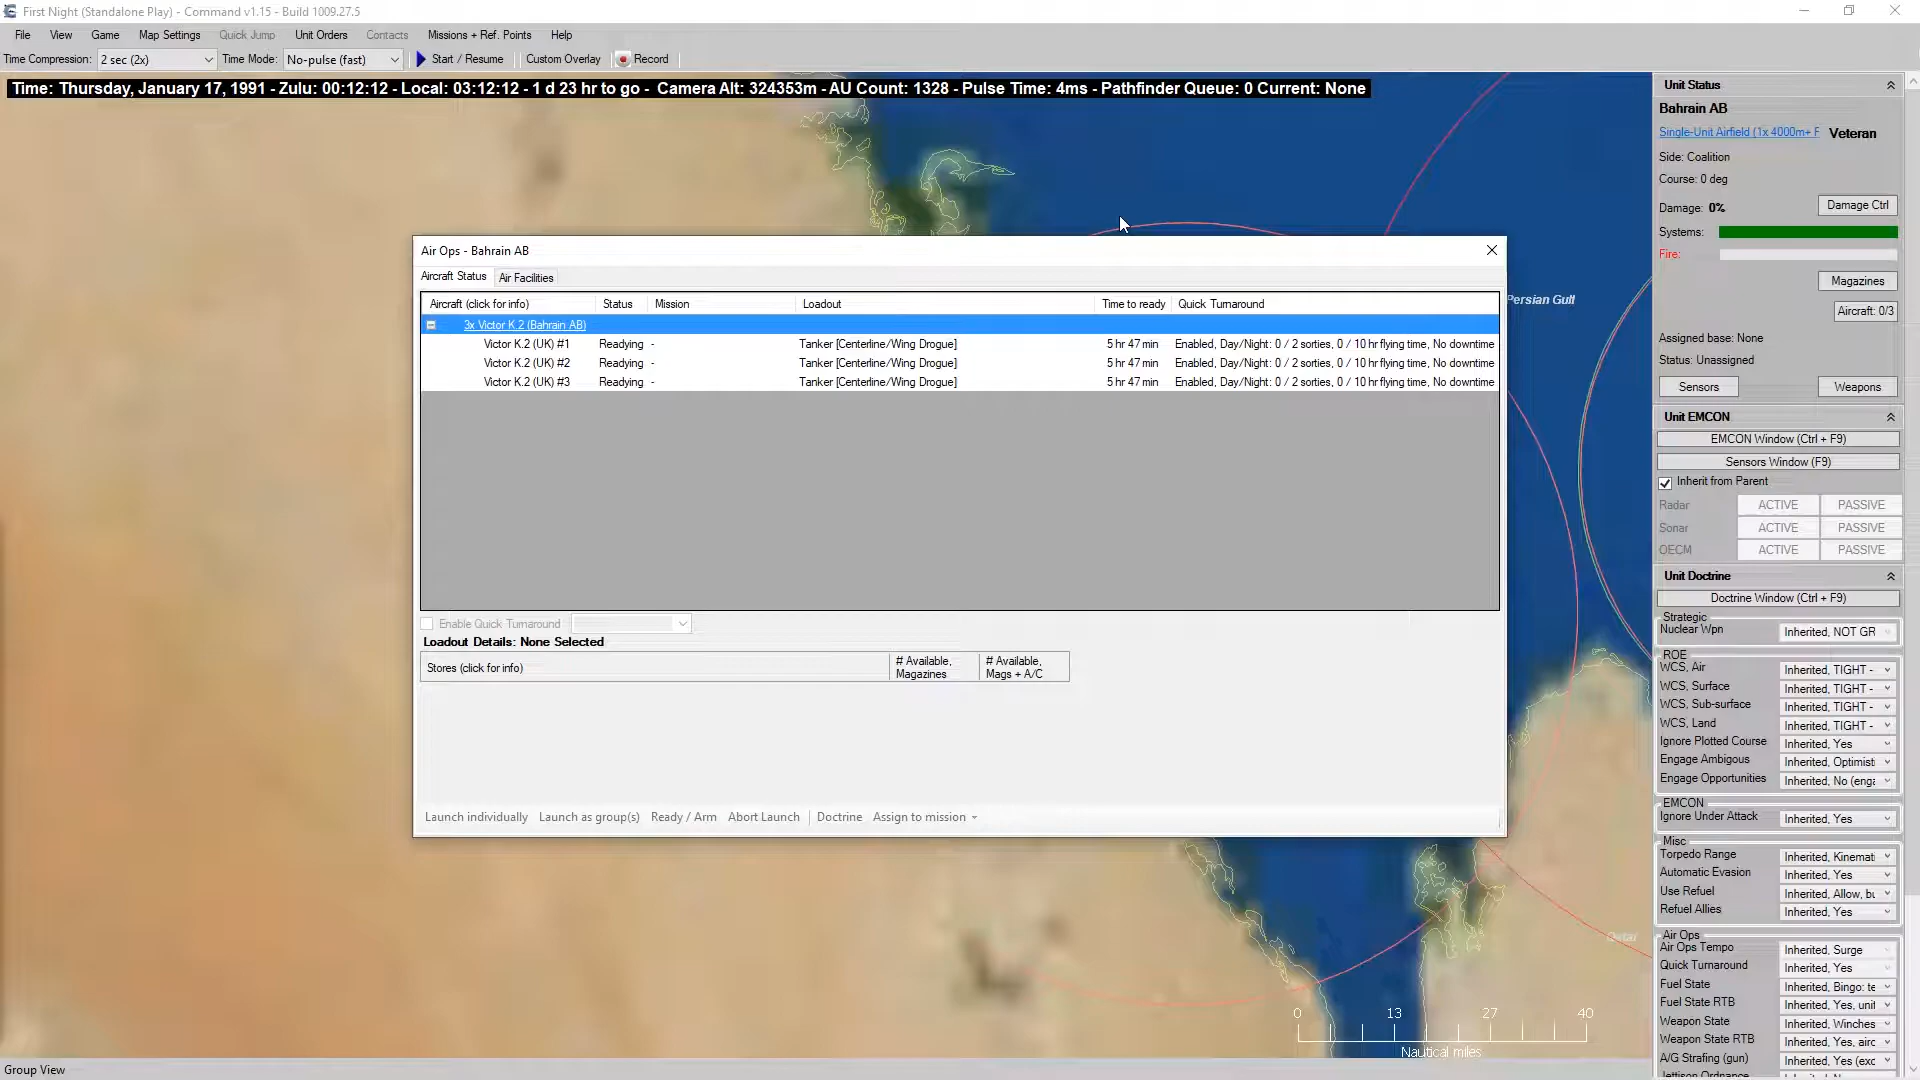 First Night (Standalone Play) - Command v1.15 - Build 1009.27.5
File View Game Map Settings Quick Jump Unit Orders Contacts Missions + Ref. Points Help
Time Compression: 2 sec (2x) Time Mode: No-pulse (fast) Start / Resume Custom Overlay Record
Time: Thursday, January 17, 1991 - Zulu: 00:12:12 - Local: 03:12:12 - 1 d 23 hr to go - Camera Alt: 324353m - AU Count: 1328 - Pulse Time: 4ms - Pathfinder Queue: 0 Current: None
Persian Gulf
Qatar
Air Ops - Bahrain AB
Aircraft Status Air Facilities
Aircraft (click for info) Status Mission Loadout Time to ready Quick Turnaround
3x Victor K.2 (Bahrain AB)
Victor K.2 (UK) #1 Readying - Tanker [Centerline/Wing Drogue] 5 hr 47 min Enabled, Day/Night: 0 / 2 sorties, 0 / 10 hr flying time, No downtime
Victor K.2 (UK) #2 Readying - Tanker [Centerline/Wing Drogue] 5 hr 47 min Enabled, Day/Night: 0 / 2 sorties, 0 / 10 hr flying time, No downtime
Victor K.2 (UK) #3 Readying - Tanker [Centerline/Wing Drogue] 5 hr 47 min Enabled, Day/Night: 0 / 2 sorties, 0 / 10 hr flying time, No downtime
Enable Quick Turnaround
Loadout Details: None Selected
Stores (click for info) # Available, Magazines # Available, Mags + A/C
Launch individually Launch as group(s) Ready / Arm Abort Launch Doctrine Assign to mission
0 13 27 40
Nautical miles
Group View
Unit Status
Bahrain AB
Single-Unit Airfield (1x 4000m+ F Veteran
Side: Coalition
Course: 0 deg
Damage: 0% Damage Ctrl
Systems:
Fire:
Magazines
Aircraft: 0/3
Assigned base: None
Status: Unassigned
Sensors Weapons
Unit EMCON
EMCON Window (Ctrl + F9)
Sensors Window (F9)
Inherit from Parent
Radar ACTIVE PASSIVE
Sonar ACTIVE PASSIVE
OECM ACTIVE PASSIVE
Unit Doctrine
Doctrine Window (Ctrl + F9)
Strategic
Nuclear Wpn Inherited, NOT GR
ROE
WCS, Air Inherited, TIGHT -
WCS, Surface Inherited, TIGHT -
WCS, Sub-surface Inherited, TIGHT -
WCS, Land Inherited, TIGHT -
Ignore Plotted Course Inherited, Yes
Engage Ambiguous Inherited, Optimisti
Engage Opportunities Inherited, No (enga
EMCON
Ignore Under Attack Inherited, Yes
Misc
Torpedo Range Inherited, Kinemati
Automatic Evasion Inherited, Yes
Use Refuel Inherited, Allow, bu
Refuel Allies Inherited, Yes
Air Ops
Air Ops Tempo Inherited, Surge
Quick Turnaround Inherited, Yes
Fuel State Inherited, Bingo: te
Fuel State RTB Inherited, Yes, unit
Weapon State Inherited, Winches
Weapon State RTB Inherited, Yes, airc
A/G Strafing (gun) Inherited, Yes (exc
Jettison Ordnance